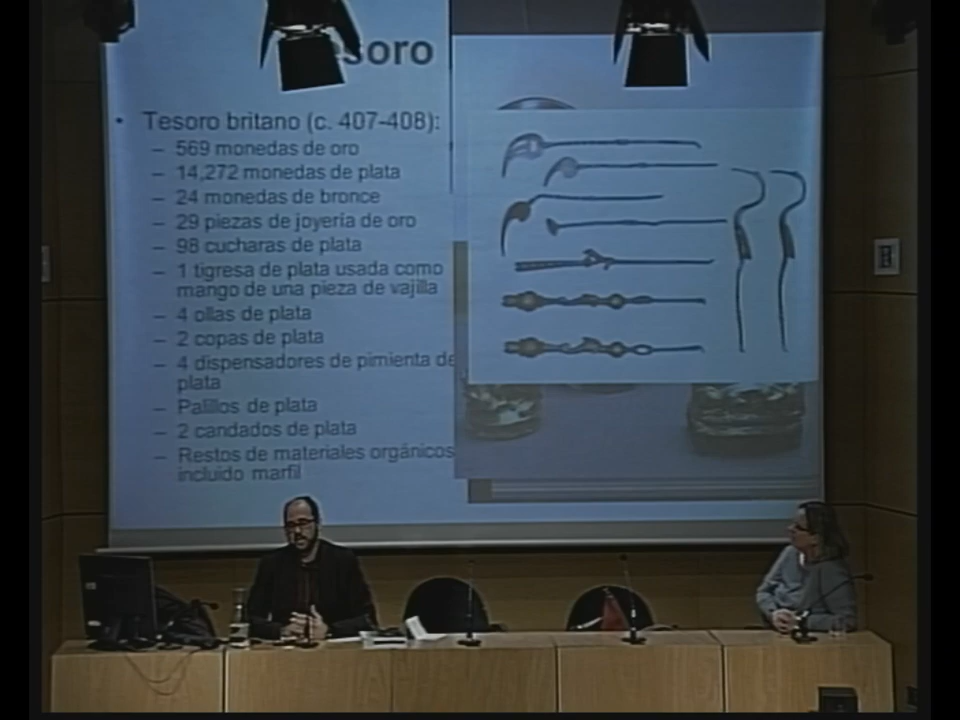 soro
• Tesoro britano (c. 407-408):
– 569 monedas de oro
– 14,272 monedas de plata
– 24 monedas de bronce
– 29 piezas de joyería de oro
– 98 cucharas de plata
– 1 tigresa de plata usada como
mango de una pieza de vajilla
– 4 ollas de plata
– 2 copas de plata
– 4 dispensadores de pimienta de
plata
– Palillos de plata
– 2 candados de plata
– Restos de materiales orgánicos
incluido marfil